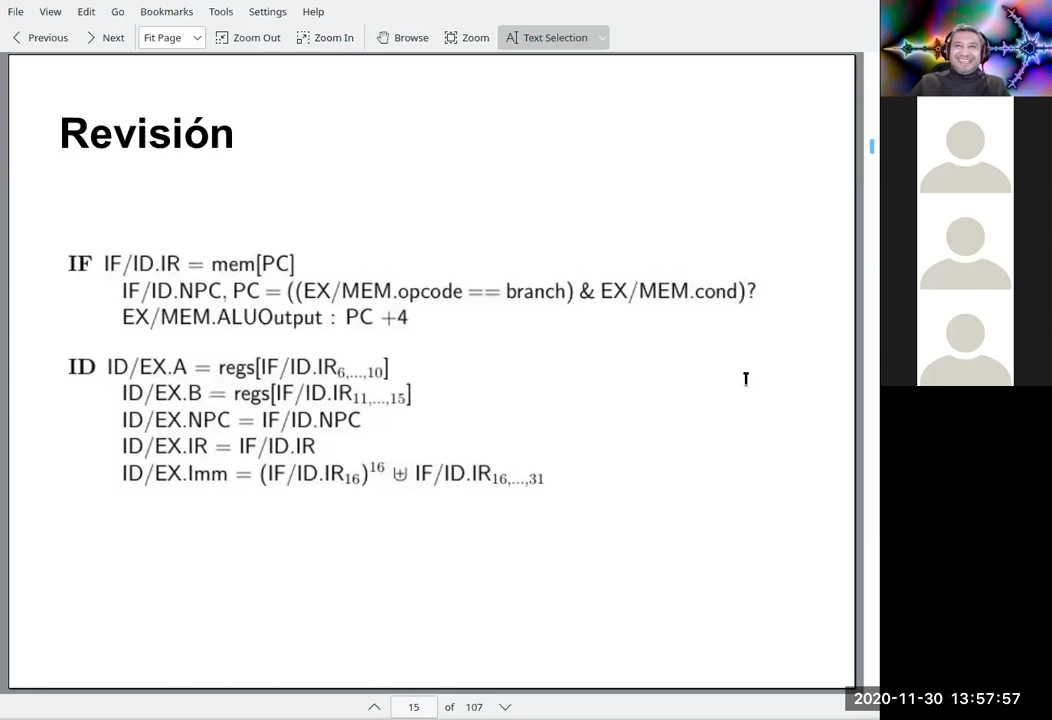 File View Edit Go Bookmarks Tools Settings Help
Previous Next Fit Page Zoom Out Zoom In Browse Zoom Text Selection
Revisión
IF IF/ID.IR = mem[PC]
IF/ID.NPC, PC = ((EX/MEM.opcode == branch) & EX/MEM.cond)?
EX/MEM.ALUOutput : PC +4
ID ID/EX.A = regs[IF/ID.IR₆,...,₁₀]
ID/EX.B = regs[IF/ID.IR₁₁,...,₁₅]
ID/EX.NPC = IF/ID.NPC
ID/EX.IR = IF/ID.IR
ID/EX.Imm = (IF/ID.IR₁₆)¹⁶ ⊎ IF/ID.IR₁₆,...,₃₁
15 of 107
2020-11-30 13:57:57